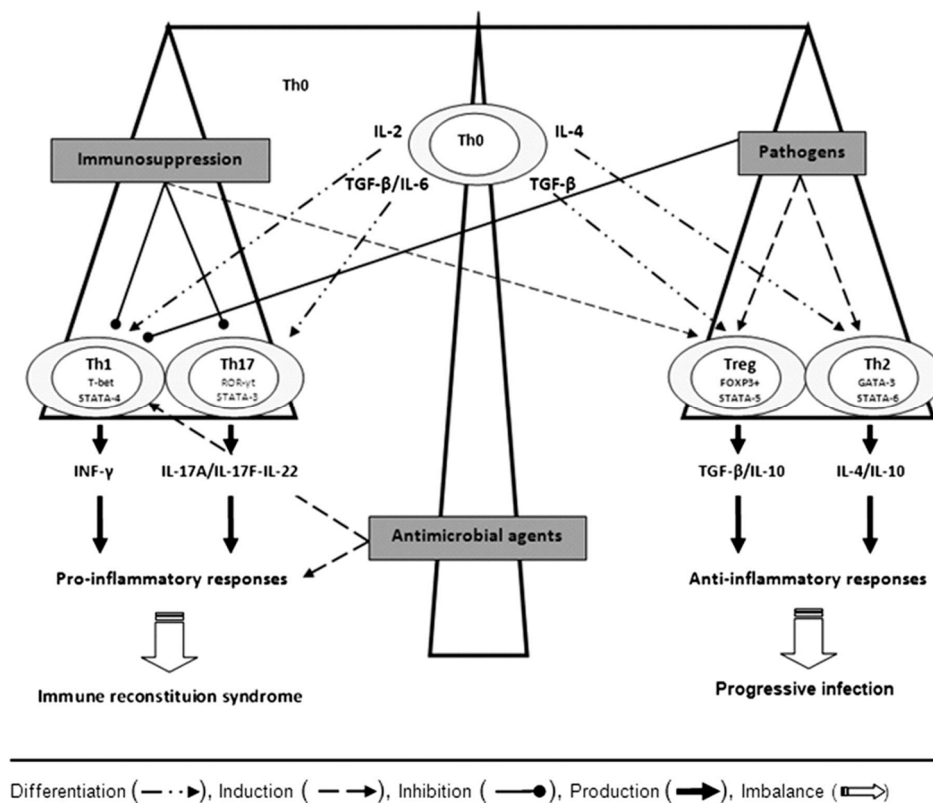 Th0
IL-2
Th0
IL-4
Immunosuppression
Pathogens
TGF-β/IL-6
TGF-β
Th1
T-bet
STATA-4
Th17
ROR-γt
STATA-3
Treg
FOXP3+
STATA-5
Th2
GATA-3
STATA-6
INF-γ
IL-17A/IL-17F-IL-22
TGF-β/IL-10
IL-4/IL-10
Antimicrobial agents
Pro-inflammatory responses
Anti-inflammatory responses
Immune reconstituion syndrome
Progressive infection
Differentiation ( ), Induction ( ), Inhibition ( ), Production ( ), Imbalance ( )